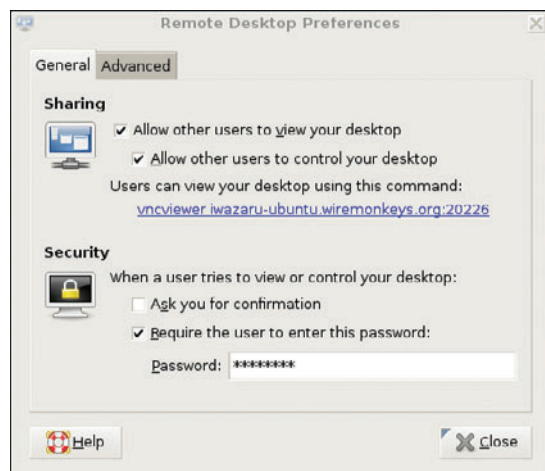 Remote Desktop Preferences
General Advanced
Sharing
Allow other users to view your desktop
Allow other users to control your desktop
Users can view your desktop using this command:
vncviewer iwazaru-ubuntu.wiremonkeys.org:20226
Security
When a user tries to view or control your desktop:
Ask you for confirmation
Require the user to enter this password:
Password: ********
Help Close